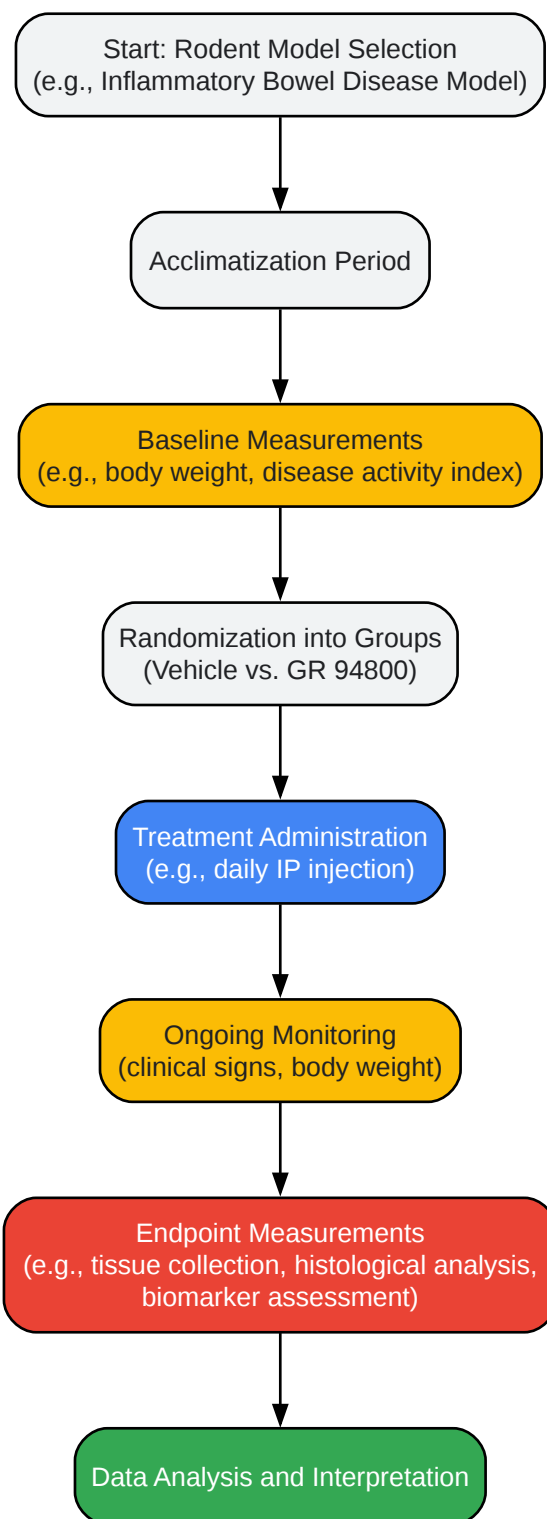 Start: Rodent Model Selection
(e.g., Inflammatory Bowel Disease Model)
Acclimatization Period
Baseline Measurements
(e.g., body weight, disease activity index)
Randomization into Groups
(Vehicle vs. GR 94800)
Treatment Administration
(e.g., daily IP injection)
Ongoing Monitoring
(clinical signs, body weight)
Endpoint Measurements
(e.g., tissue collection, histological analysis,
biomarker assessment)
Data Analysis and Interpretation